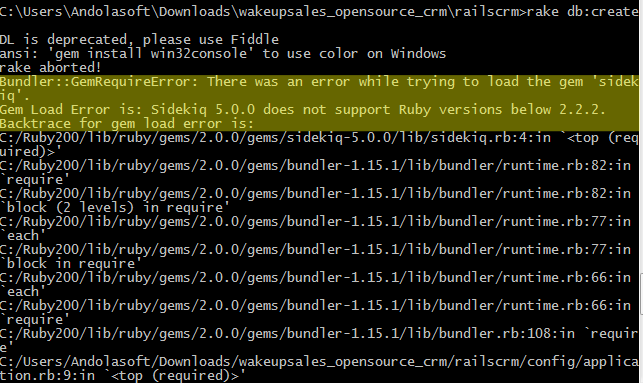 C:\Users\Andolasoft\Downloads\wakeupsales_opensource_crm\railscrm>rake db:create
DL is deprecated, please use Fiddle
ansi: 'gem install win32console' to use color on Windows
rake aborted!
Bundler::GemRequireError: There was an error while trying to load the gem 'sidek
iq'.
Gem Load Error is: Sidekiq 5.0.0 does not support Ruby versions below 2.2.2.
Backtrace for gem load error is:
C:/Ruby200/lib/ruby/gems/2.0.0/gems/sidekiq-5.0.0/lib/sidekiq.rb:4:in `<top (req
uired)>'
C:/Ruby200/lib/ruby/gems/2.0.0/gems/bundler-1.15.1/lib/bundler/runtime.rb:82:in
`require'
C:/Ruby200/lib/ruby/gems/2.0.0/gems/bundler-1.15.1/lib/bundler/runtime.rb:82:in
`block (2 levels) in require'
C:/Ruby200/lib/ruby/gems/2.0.0/gems/bundler-1.15.1/lib/bundler/runtime.rb:77:in
`each'
C:/Ruby200/lib/ruby/gems/2.0.0/gems/bundler-1.15.1/lib/bundler/runtime.rb:77:in
`block in require'
C:/Ruby200/lib/ruby/gems/2.0.0/gems/bundler-1.15.1/lib/bundler/runtime.rb:66:in
`each'
C:/Ruby200/lib/ruby/gems/2.0.0/gems/bundler-1.15.1/lib/bundler/runtime.rb:66:in
`require'
C:/Ruby200/lib/ruby/gems/2.0.0/gems/bundler-1.15.1/lib/bundler.rb:108:in `requir
e'
C:/Users/Andolasoft/Downloads/wakeupsales_opensource_crm/railscrm/config/applica
tion.rb:9:in `<top (required)>'